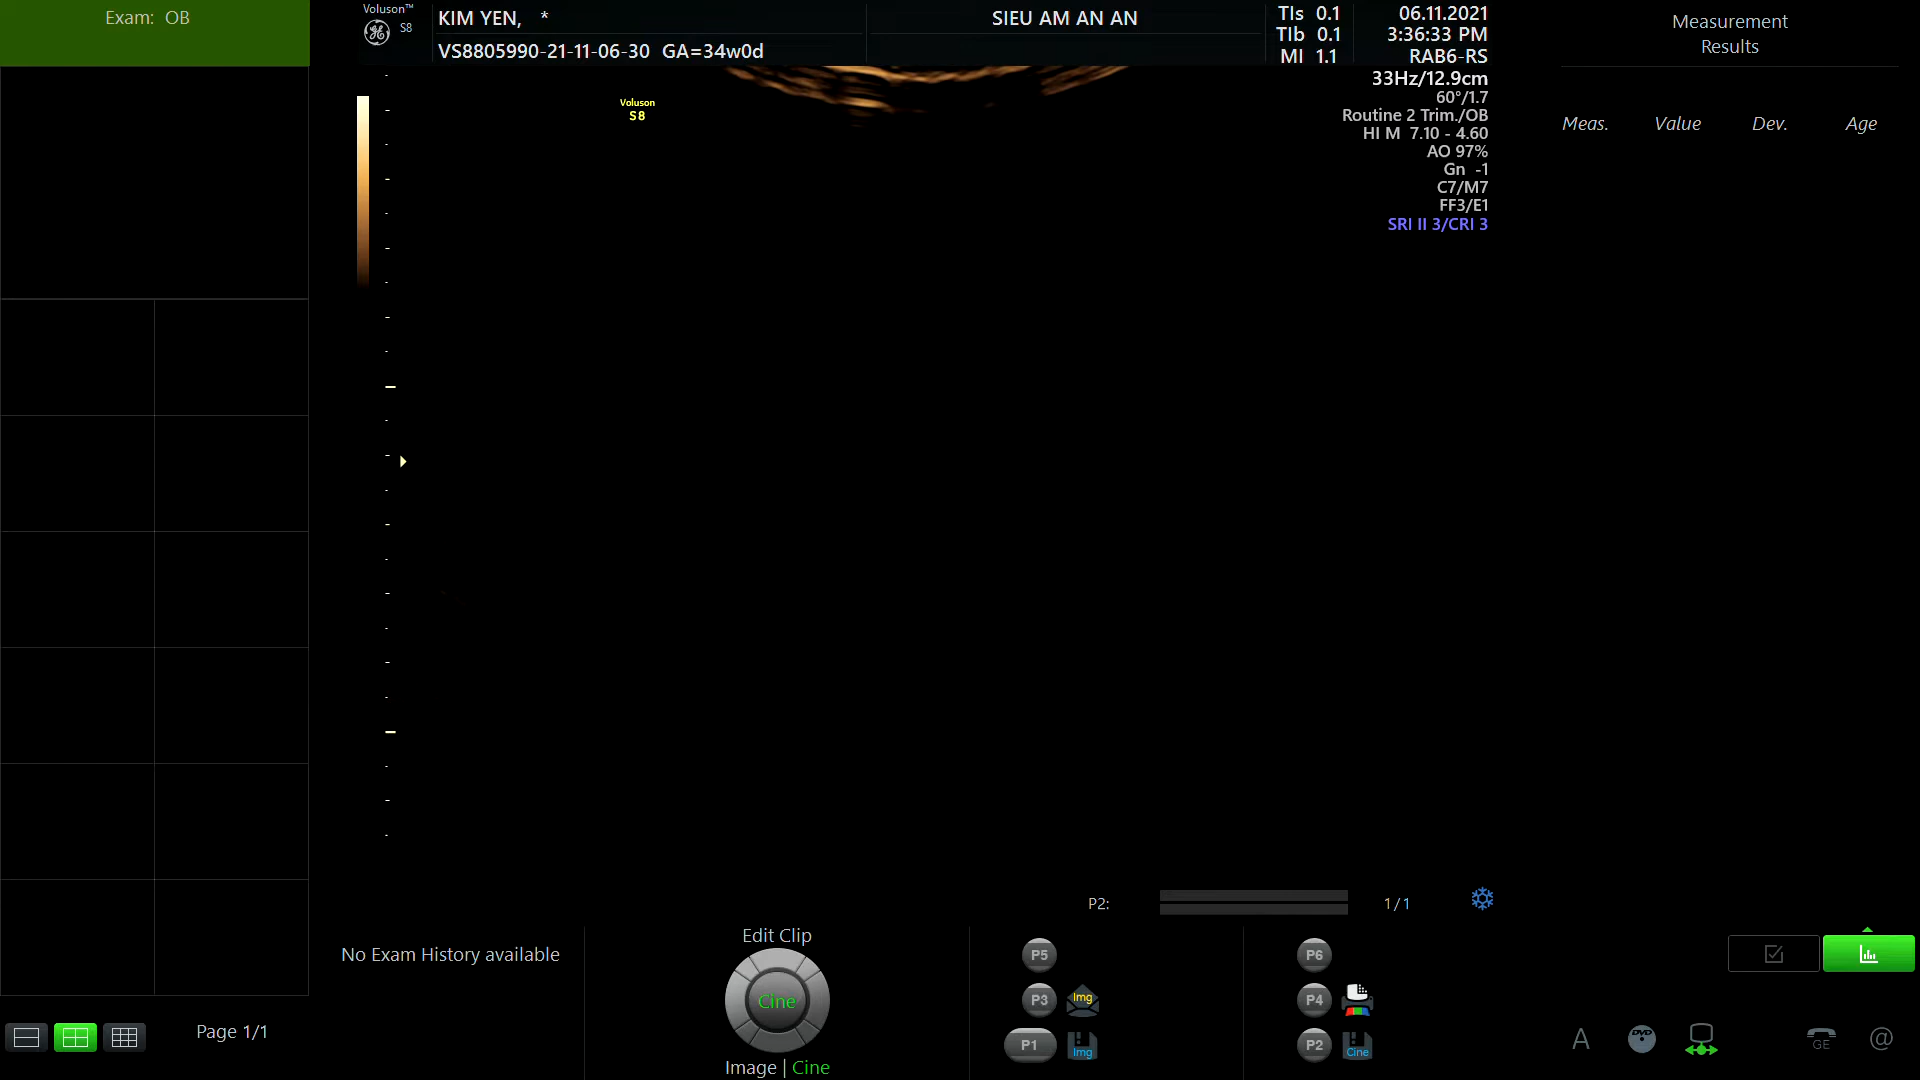 Exam: OB
Voluson™
S8
KIM YEN, *
SIEU AM AN AN
VS8805990-21-11-06-30 GA=34w0d
TIs 0.1
TIb 0.1
MI 1.1
06.11.2021
3:36:33 PM
RAB6-RS
33Hz/12.9cm
60°/1.7
Routine 2 Trim./OB
HI M 7.10 - 4.60
AO 97%
Gn -1
C7/M7
FF3/E1
SRI II 3/CRI 3
Voluson
S8
Measurement
Results
Meas. Value Dev. Age
P2: 1/1
No Exam History available
Edit Clip
Cine
Image | Cine
P5
P3 Img
P1 Img
P6
P4
P2 Cine
Page 1/1
A
DVD
GE
@